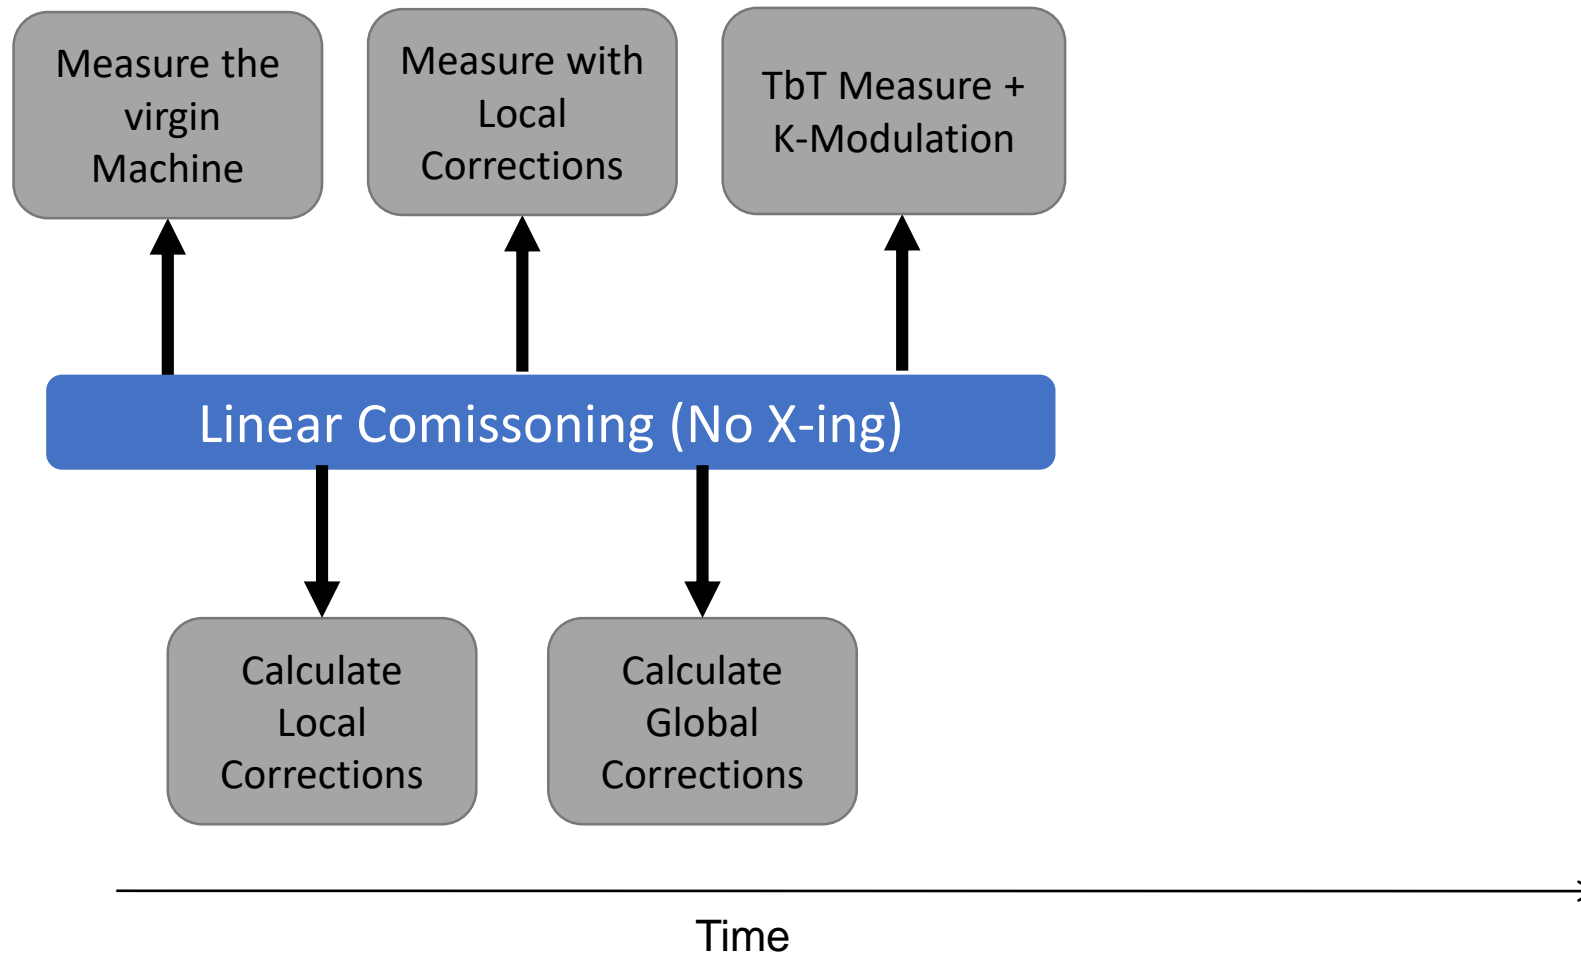 Measure the
virgin
Machine
Measure with
Local
Corrections
TbT Measure +
K-Modulation
Linear Comissoning (No X-ing)
Calculate
Local
Corrections
Calculate
Global
Corrections
Time